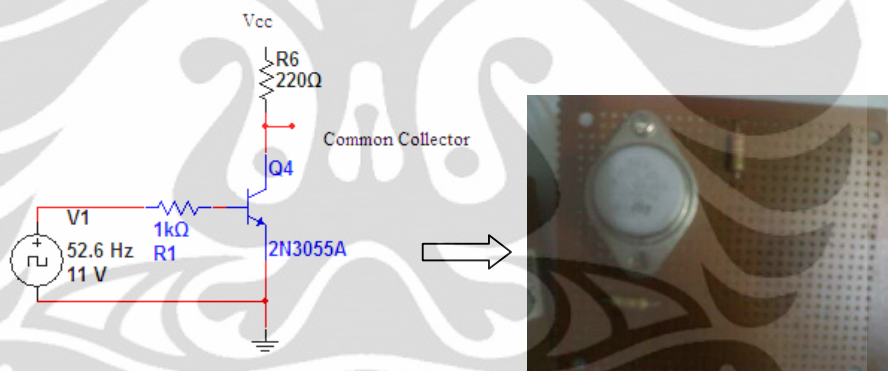 Vcc
R6
220Ω
Common Collector
Q4
V1
1kΩ
52.6 Hz
R1
2N3055A
11 V